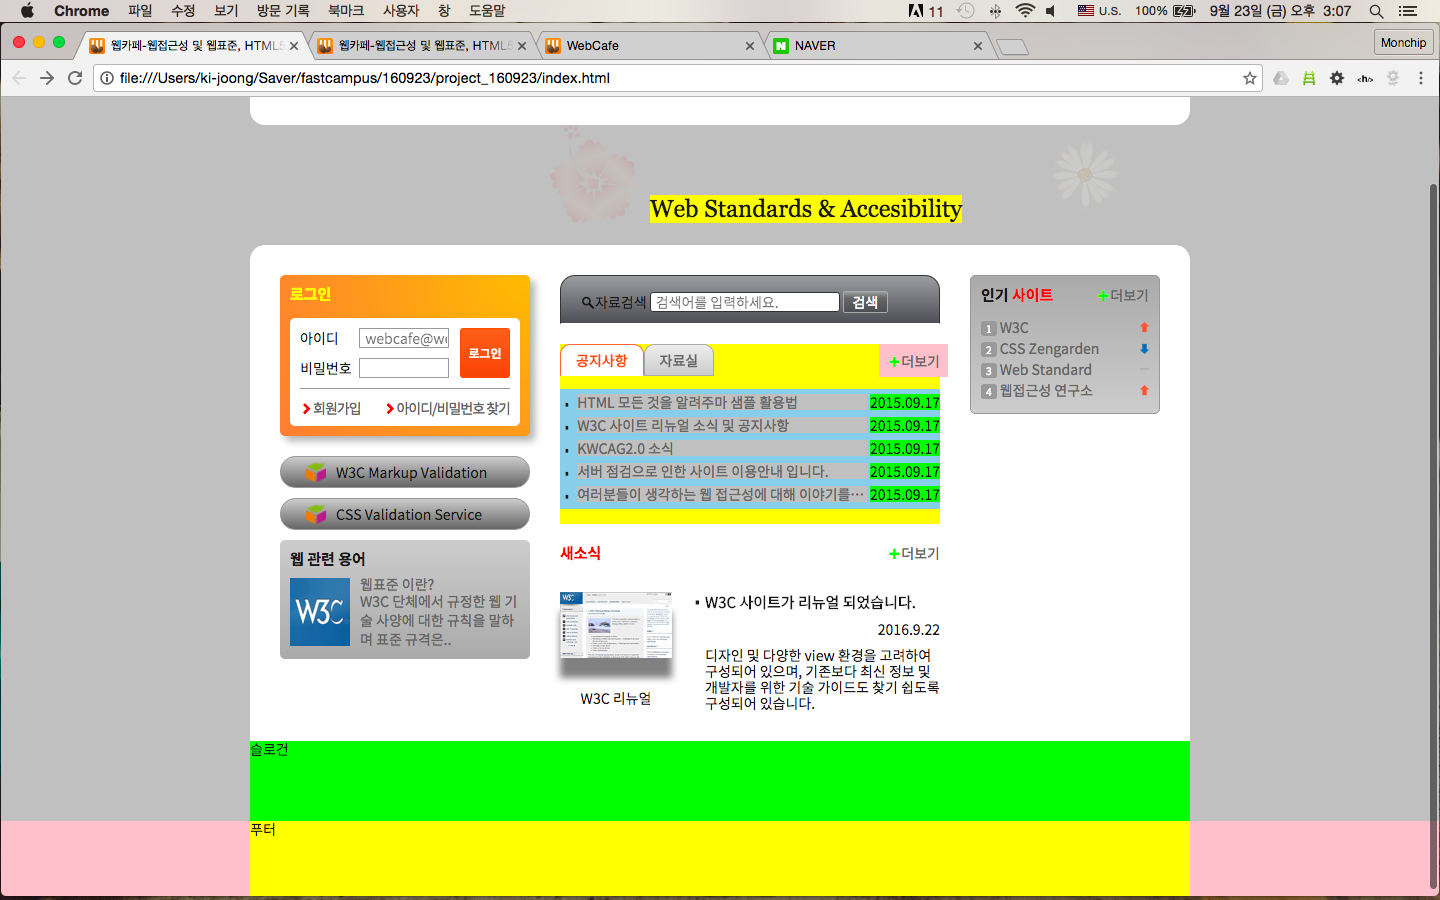 Chrome 파일 수정 보기 방문 기록 북마크 사용자 창 도움말 11 U.S. 100% 9월 23일 (금) 오후 3:07
웹카페-웹접근성 및 웹표준, HTML5 웹카페-웹접근성 및 웹표준, HTML5 WebCafe NAVER Monchip
file:///Users/ki-joong/Saver/fastcampus/160923/project_160923/index.html
Web Standards & Accesibility
로그인
아이디 webcafe@we
비밀번호
로그인
회원가입 아이디/비밀번호 찾기
W3C Markup Validation
CSS Validation Service
웹 관련 용어
W3C
웹표준 이란?
W3C 단체에서 규정한 웹 기
술 사양에 대한 규칙을 말하
며 표준 규격은..
자료검색 검색어를 입력하세요. 검색
공지사항 자료실 +더보기
HTML 모든 것을 알려주마 샘플 활용법 2015.09.17
W3C 사이트 리뉴얼 소식 및 공지사항 2015.09.17
KWCAG2.0 소식 2015.09.17
서버 점검으로 인한 사이트 이용안내 입니다. 2015.09.17
여러분들이 생각하는 웹 접근성에 대해 이야기를… 2015.09.17
새소식 +더보기
W3C 리뉴얼
W3C 사이트가 리뉴얼 되었습니다.
2016.9.22
디자인 및 다양한 view 환경을 고려하여
구성되어 있으며, 기존보다 최신 정보 및
개발자를 위한 기술 가이드도 찾기 쉽도록
구성되어 있습니다.
인기 사이트 +더보기
1 W3C
2 CSS Zengarden
3 Web Standard
4 웹접근성 연구소
슬로건
푸터